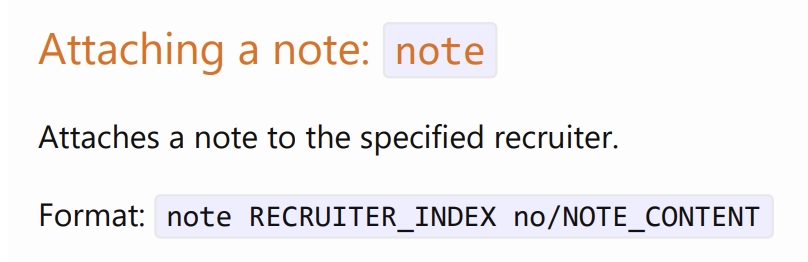 Attaching a note: note
Attaches a note to the specified recruiter.
Format: note RECRUITER_INDEX no/NOTE_CONTENT